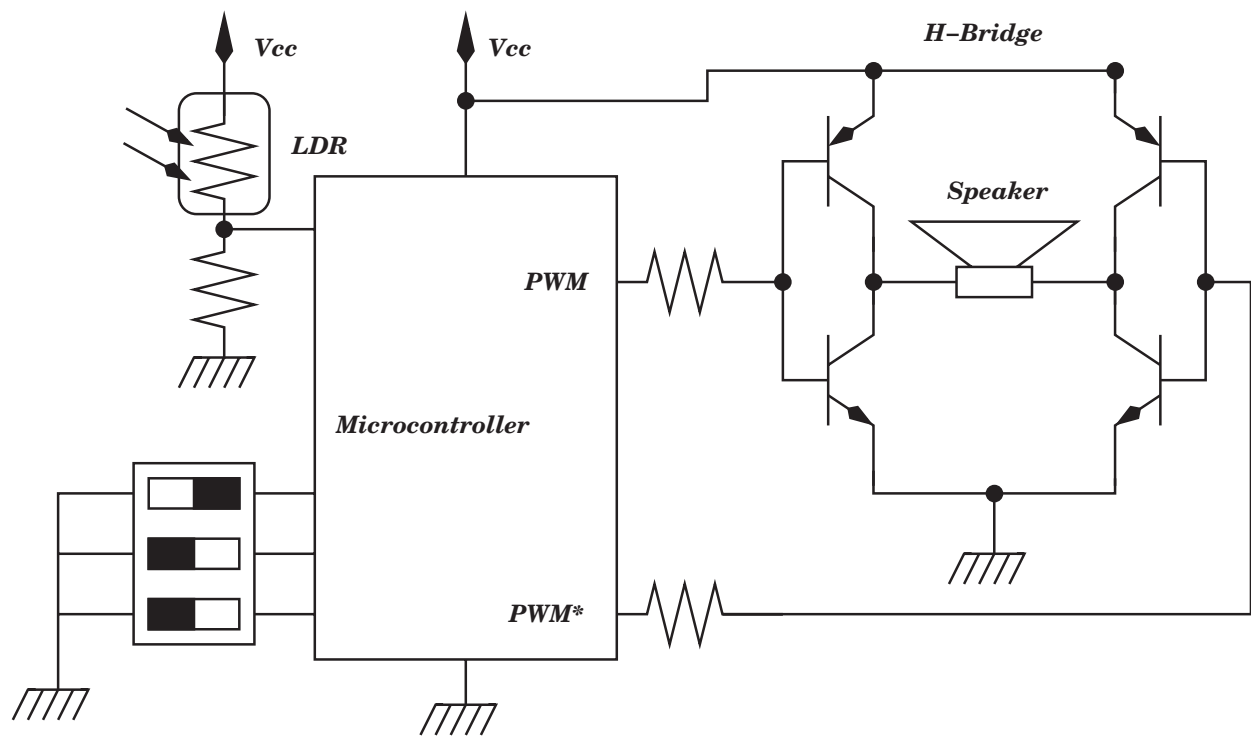 Vcc
Vcc
H–Bridge
LDR
Speaker
PWM
Microcontroller
PWM*